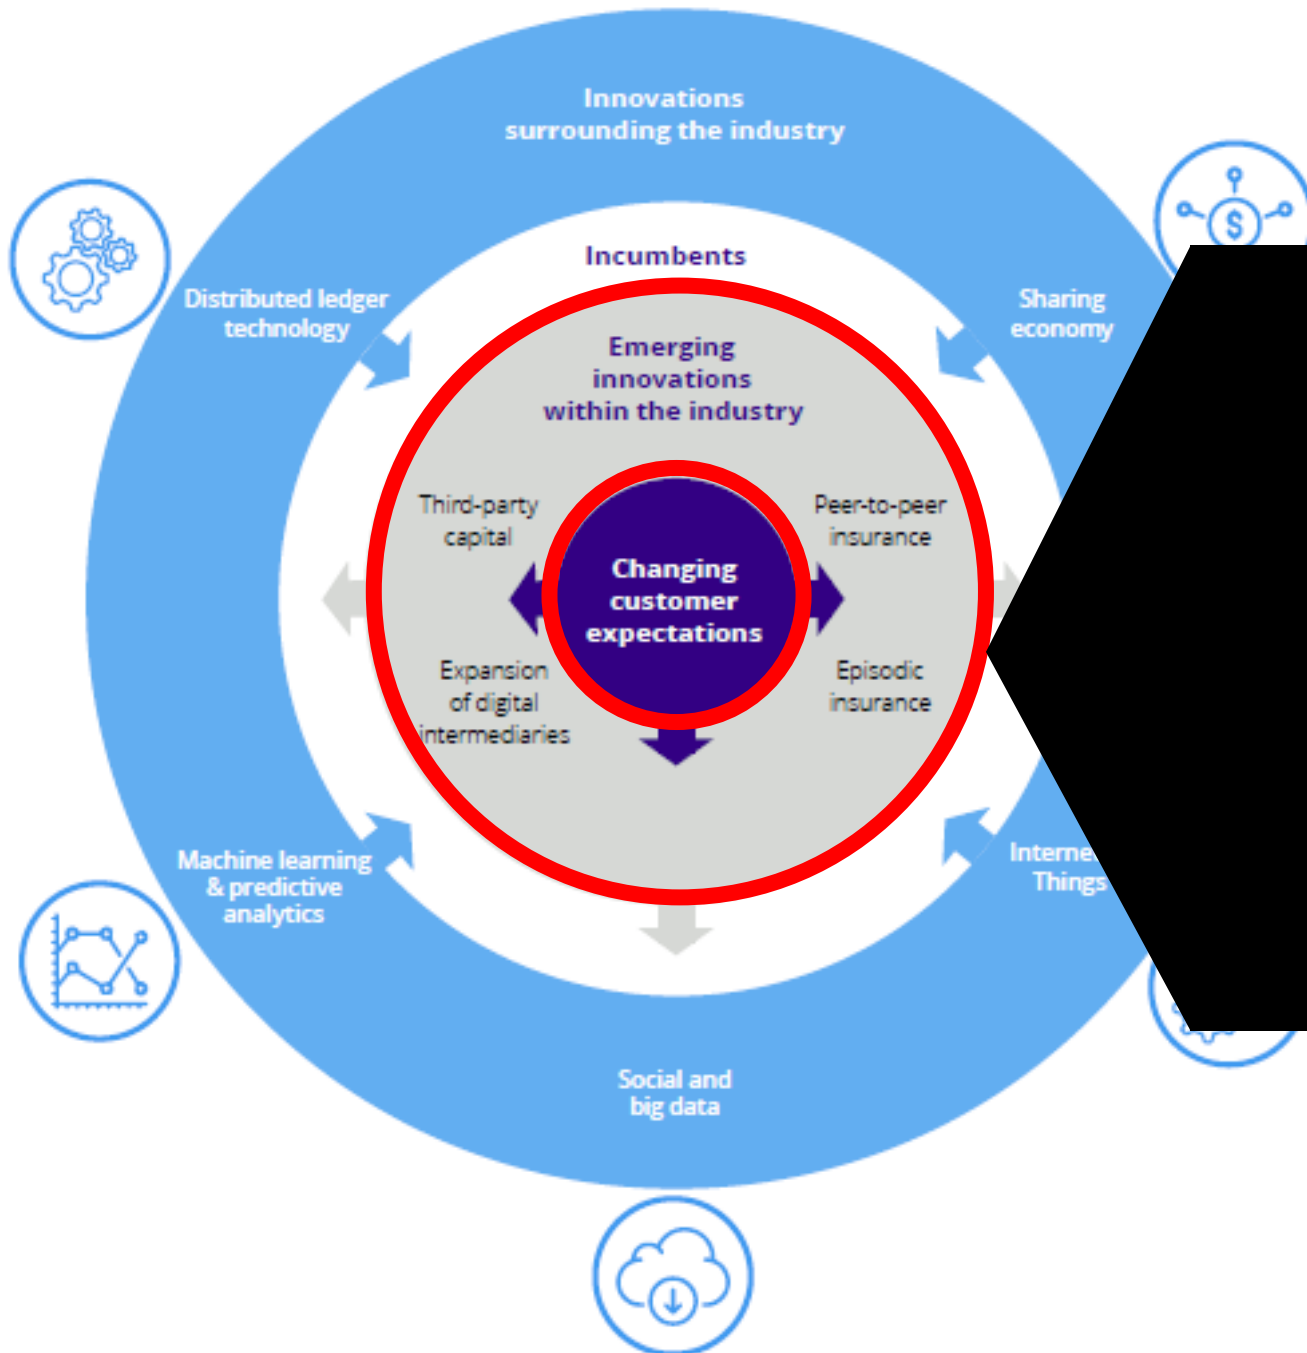 Innovations
surrounding the industry
Incumbents
Distributed ledger
technology
Sharing
economy
Emerging
innovations
within the industry
Third-party
capital
Peer-to-peer
insurance
Changing
customer
expectations
Expansion
of digital
intermediaries
Episodic
insurance
Machine learning
& predictive
analytics
Things
Social and
big data
$